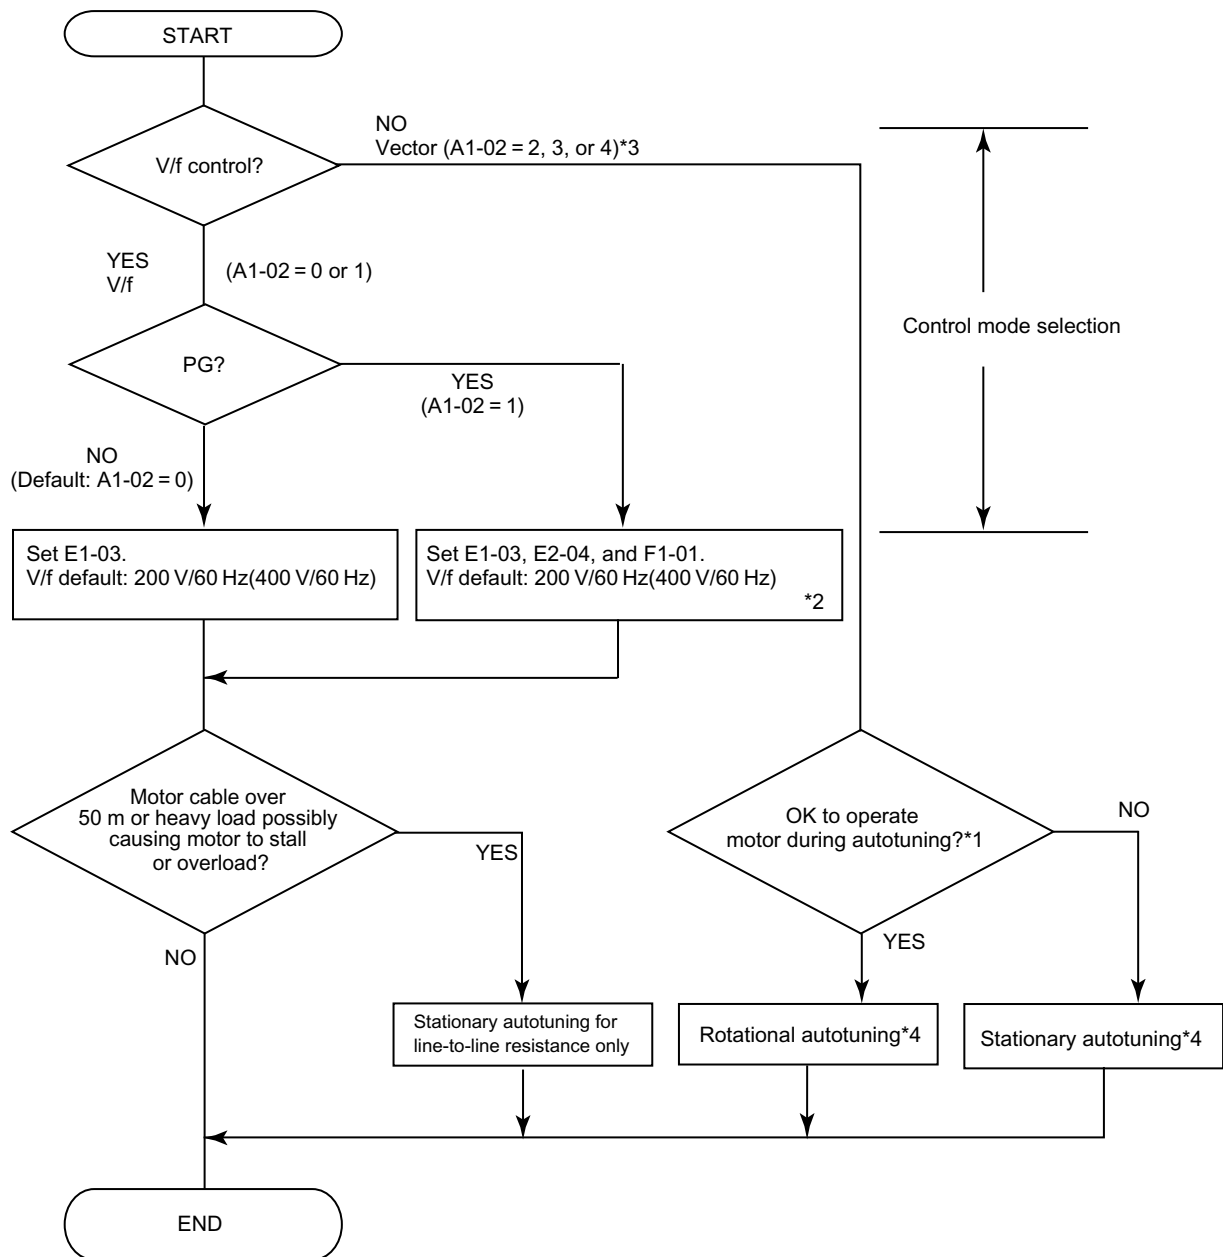 START
V/f control?
NO
Vector (A1-02 = 2, 3, or 4)*3
YES
V/f
(A1-02 = 0 or 1)
Control mode selection
PG?
YES
(A1-02 = 1)
NO
(Default: A1-02 = 0)
Set E1-03.
V/f default: 200 V/60 Hz(400 V/60 Hz)
Set E1-03, E2-04, and F1-01.
V/f default: 200 V/60 Hz(400 V/60 Hz)
*2
Motor cable over
50 m or heavy load possibly
causing motor to stall
or overload?
YES
NO
OK to operate
motor during autotuning?*1
NO
YES
Stationary autotuning for
line-to-line resistance only
Rotational autotuning*4
Stationary autotuning*4
END